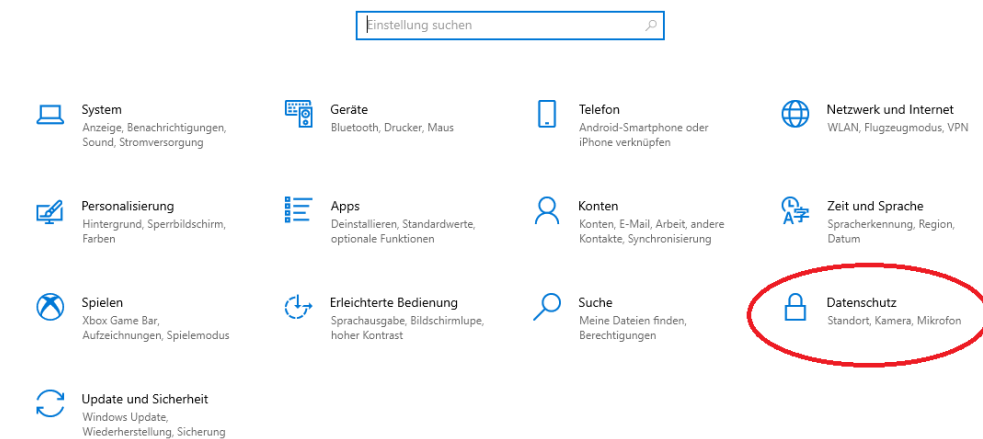 Einstellung suchen
System
Anzeige, Benachrichtigungen,
Sound, Stromversorgung
Geräte
Bluetooth, Drucker, Maus
Telefon
Android-Smartphone oder
iPhone verknüpfen
Netzwerk und Internet
WLAN, Flugzeugmodus, VPN
Personalisierung
Hintergrund, Sperrbildschirm,
Farben
Apps
Deinstallieren, Standardwerte,
optionale Funktionen
Konten
Konten, E-Mail, Arbeit, andere
Kontakte, Synchronisierung
Zeit und Sprache
Spracherkennung, Region,
Datum
Spielen
Xbox Game Bar,
Aufzeichnungen, Spielemodus
Erleichterte Bedienung
Sprachausgabe, Bildschirmlupe,
hoher Kontrast
Suche
Meine Dateien finden,
Berechtigungen
Datenschutz
Standort, Kamera, Mikrofon
Update und Sicherheit
Windows Update,
Wiederherstellung, Sicherung